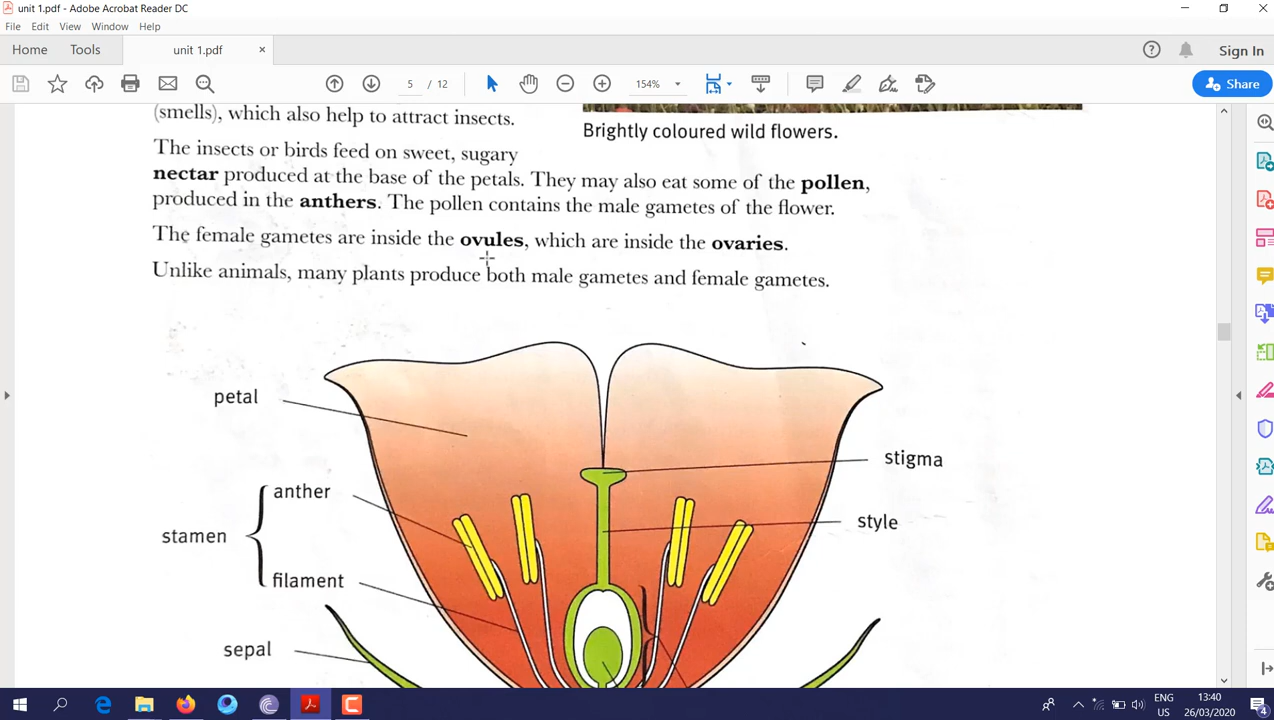 unit 1.pdf - Adobe Acrobat Reader DC
File Edit View Window Help
Home Tools unit 1.pdf × Sign In
5 / 12 154% Share
(smells), which also help to attract insects.
Brightly coloured wild flowers.
The insects or birds feed on sweet, sugary
nectar produced at the base of the petals. They may also eat some of the pollen,
produced in the anthers. The pollen contains the male gametes of the flower.
The female gametes are inside the ovules, which are inside the ovaries.
Unlike animals, many plants produce both male gametes and female gametes.
petal
stigma
anther
style
stamen
filament
sepal
ENG 13:40
US 26/03/2020 4